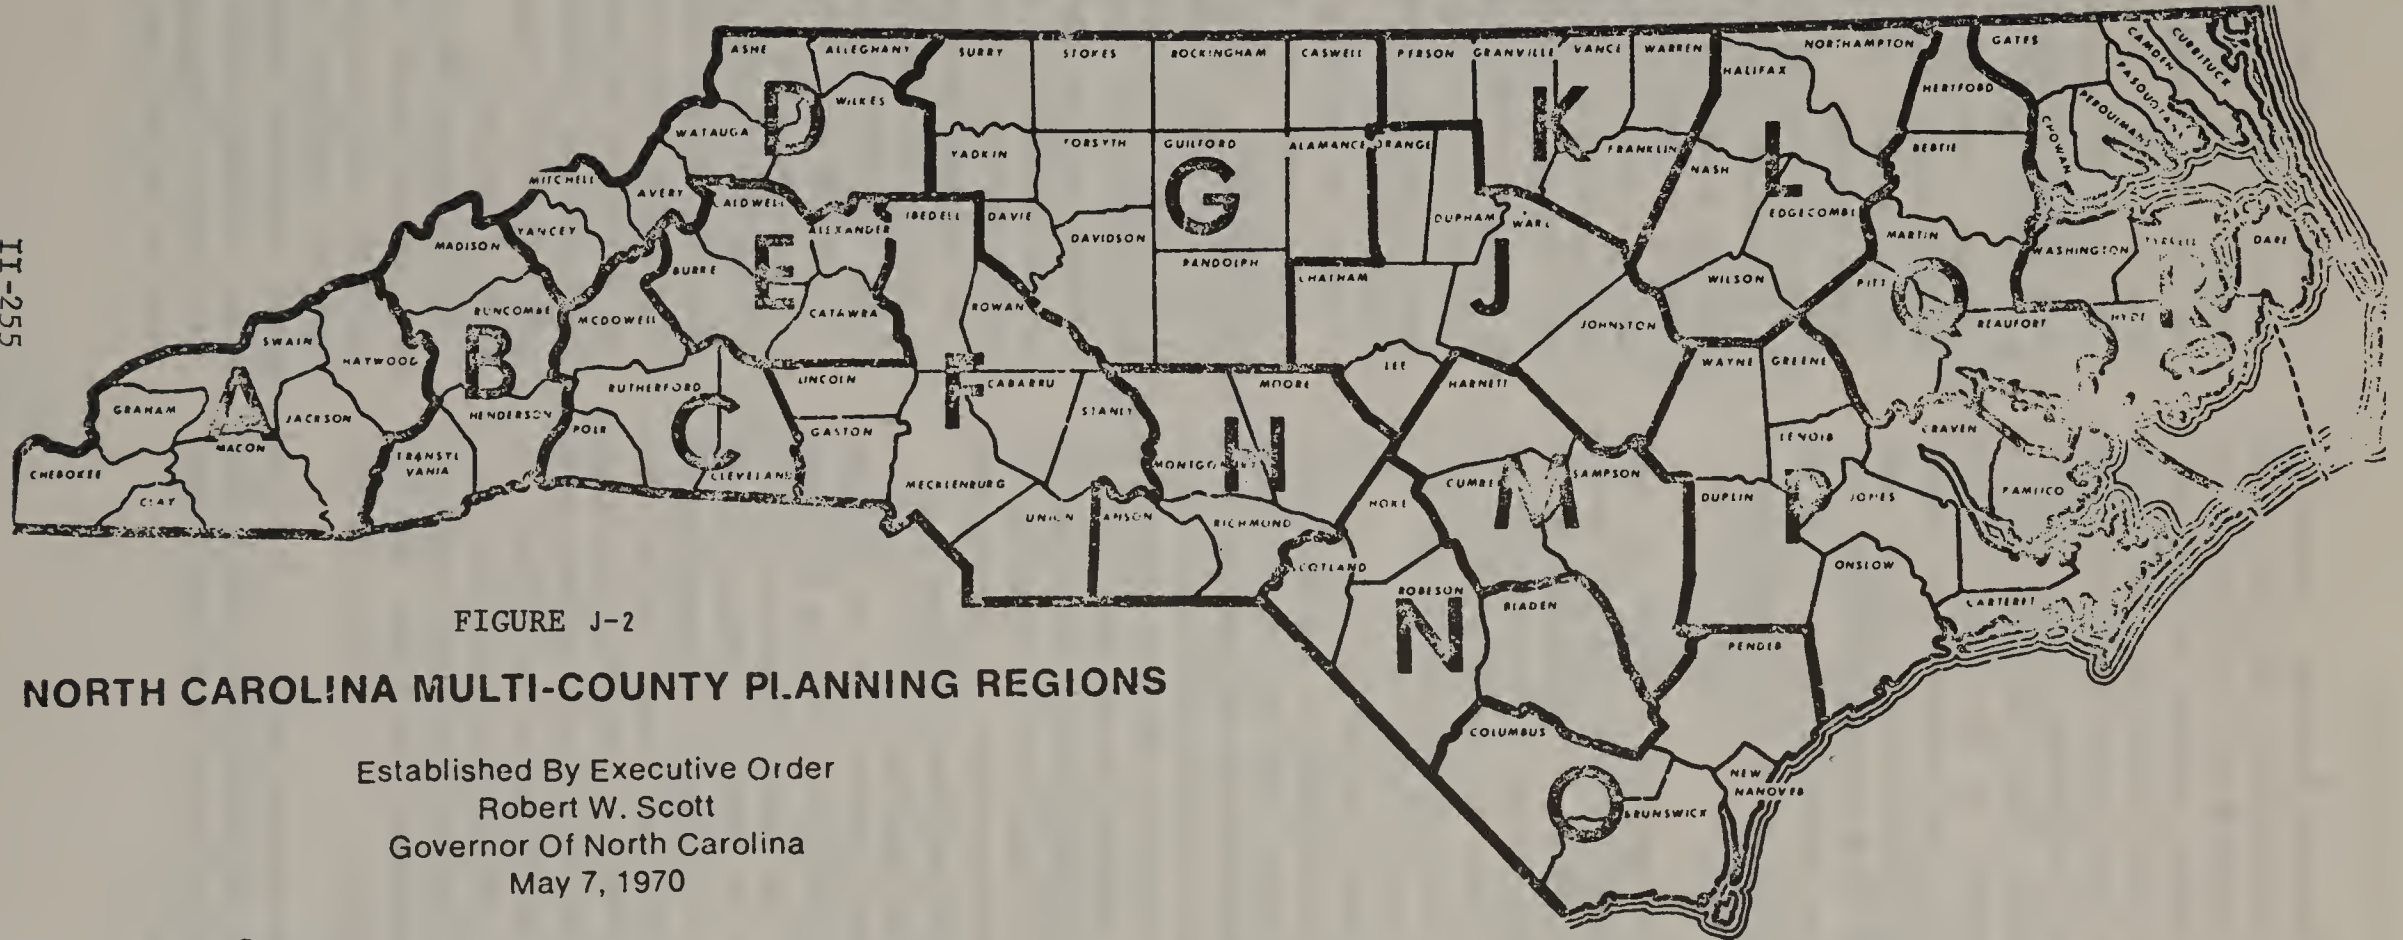 II-255
ASHE
ALLEGHANY
SURRY
STOKES
ROCKINGHAM
CASWELL
PERSON
GRANVILLE
VANCE
WARREN
NORTHAMPTON
GATES
CAMDEN
CURRITUCK
HALIFAX
PASQUOTANK
HERTFORD
PERQUIMANS
D
WILKES
K
WATAUGA
YADKIN
FORSYTH
GUILFORD
ALAMANCE
ORANGE
FRANKLIN
L
NASH
BERTIE
CHOWAN
MITCHELL
AVERY
G
ALDWELL
IREDELL
DAVIE
DURHAM
WAKE
EDGECOMBE
YANCEY
ALEXANDER
MADISON
DAVIDSON
MARTIN
WASHINGTON
TYRRELL
DARE
E
BURKE
RANDOLPH
CHATHAM
J
WILSON
PITT
Q
R
BUNCOMBE
MCDOWELL
CATAWBA
ROWAN
JOHNSTON
BEAUFORT
HYDE
SWAIN
HAYWOOD
B
WAYNE
GREENE
LEE
RUTHERFORD
LINCOLN
F
CABARRU
MOORE
HARNETT
GRAHAM
A
JACKSON
HENDERSON
C
STANLY
POLK
GASTON
H
LENOIR
CRAVEN
MACON
TRANSYL
VANIA
CHEROKEE
CLEVELAND
MECKLENBURG
MONTGOM
CUMBER
M
SAMPSON
DUPLIN
P
JONES
PAMLICO
CLAY
UNION
ANSON
RICHMOND
HOKE
SCOTLAND
ONSLOW
ROBESON
N
BLADEN
CARTERET
PENDER
COLUMBUS
NEW
HANOVER
O
BRUNSWICK
FIGURE J-2
NORTH CAROLINA MULTI-COUNTY PLANNING REGIONS
Established By Executive Order
Robert W. Scott
Governor Of North Carolina
May 7, 1970